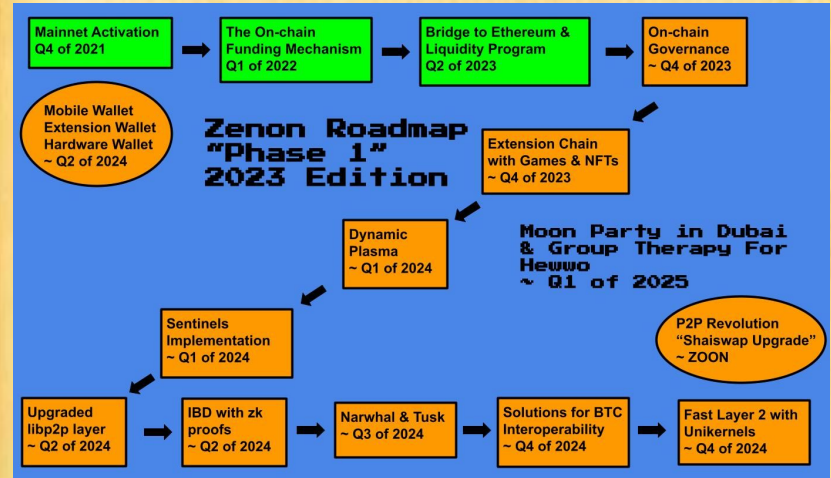 Mainnet Activation
Q4 of 2021
The On-chain
Funding Mechanism
Q1 of 2022
Bridge to Ethereum &
Liquidity Program
Q2 of 2023
On-chain
Governance
~ Q4 of 2023
Mobile Wallet
Extension Wallet
Hardware Wallet
~ Q2 of 2024
Zenon Roadmap
"Phase 1"
2023 Edition
Extension Chain
with Games & NFTs
~ Q4 of 2023
Dynamic
Plasma
~ Q1 of 2024
Moon Party in Dubai
& Group Therapy For
Hewwo
~ Q1 of 2025
Sentinels
Implementation
~ Q1 of 2024
P2P Revolution
“Shaiswap Upgrade”
~ ZOON
Upgraded
libp2p layer
~ Q2 of 2024
IBD with zk
proofs
~ Q2 of 2024
Narwhal & Tusk
~ Q3 of 2024
Solutions for BTC
Interoperability
~ Q4 of 2024
Fast Layer 2 with
Unikernels
~ Q4 of 2024